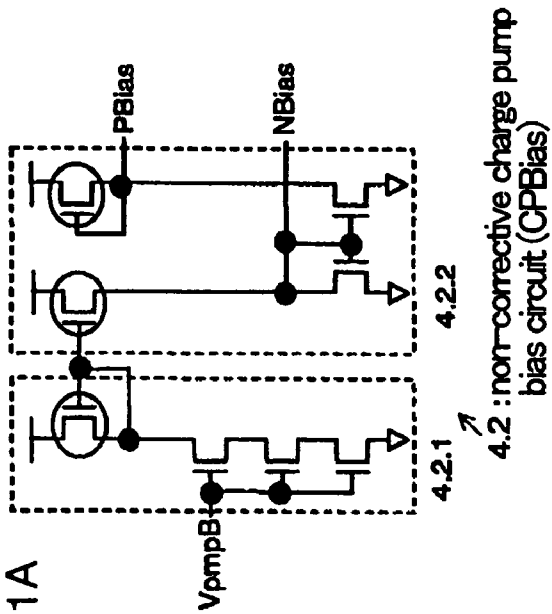 1A
PBias
NBias
VpmpB
4.2.1
4.2.2
4.2 : non-corrective charge pump
bias circuit (CPBias)